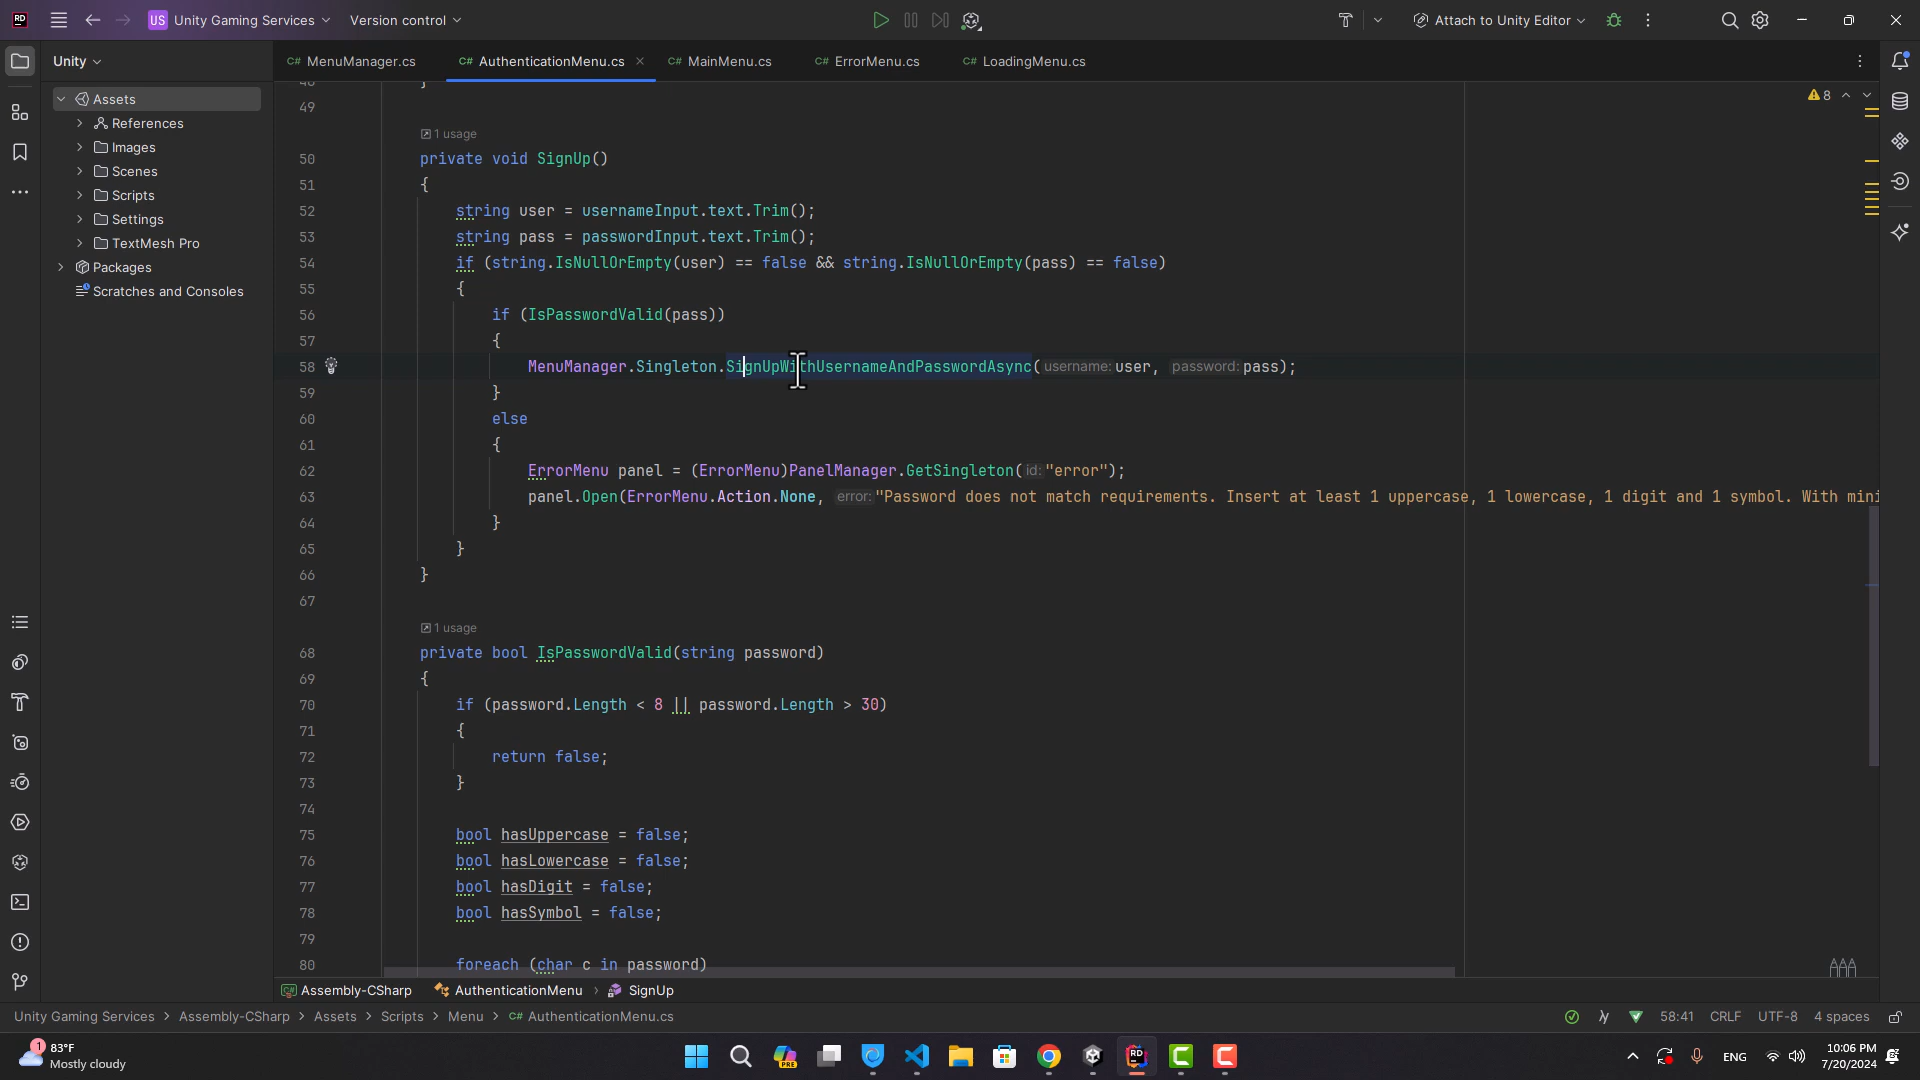 RD US Unity Gaming Services Version control Attach to Unity Editor
Unity
C# MenuManager.cs C# AuthenticationMenu.cs C# MainMenu.cs C# ErrorMenu.cs C# LoadingMenu.cs
Assets
References
Images
Scenes
Scripts
Settings
TextMesh Pro
Packages
Scratches and Consoles
8
48 }
49
1 usage
50 private void SignUp()
51 {
52 string user = usernameInput.text.Trim();
53 string pass = passwordInput.text.Trim();
54 if (string.IsNullOrEmpty(user) == false && string.IsNullOrEmpty(pass) == false)
55 {
56 if (IsPasswordValid(pass))
57 {
58 MenuManager.Singleton.SignUpWithUsernameAndPasswordAsync( username: user, password: pass);
59 }
60 else
61 {
62 ErrorMenu panel = (ErrorMenu)PanelManager.GetSingleton( id: "error");
63 panel.Open(ErrorMenu.Action.None, error: "Password does not match requirements. Insert at least 1 uppercase, 1 lowercase, 1 digit and 1 symbol. With mini
64 }
65 }
66 }
67
1 usage
68 private bool IsPasswordValid(string password)
69 {
70 if (password.Length < 8 || password.Length > 30)
71 {
72 return false;
73 }
74
75 bool hasUppercase = false;
76 bool hasLowercase = false;
77 bool hasDigit = false;
78 bool hasSymbol = false;
79
80 foreach (char c in password)
C# Assembly-CSharp AuthenticationMenu › SignUp
Unity Gaming Services › Assembly-CSharp › Assets › Scripts › Menu › C# AuthenticationMenu.cs 58:41 CRLF UTF-8 4 spaces
1 83°F
Mostly cloudy
PRE
RD
ENG
10:06 PM
7/20/2024